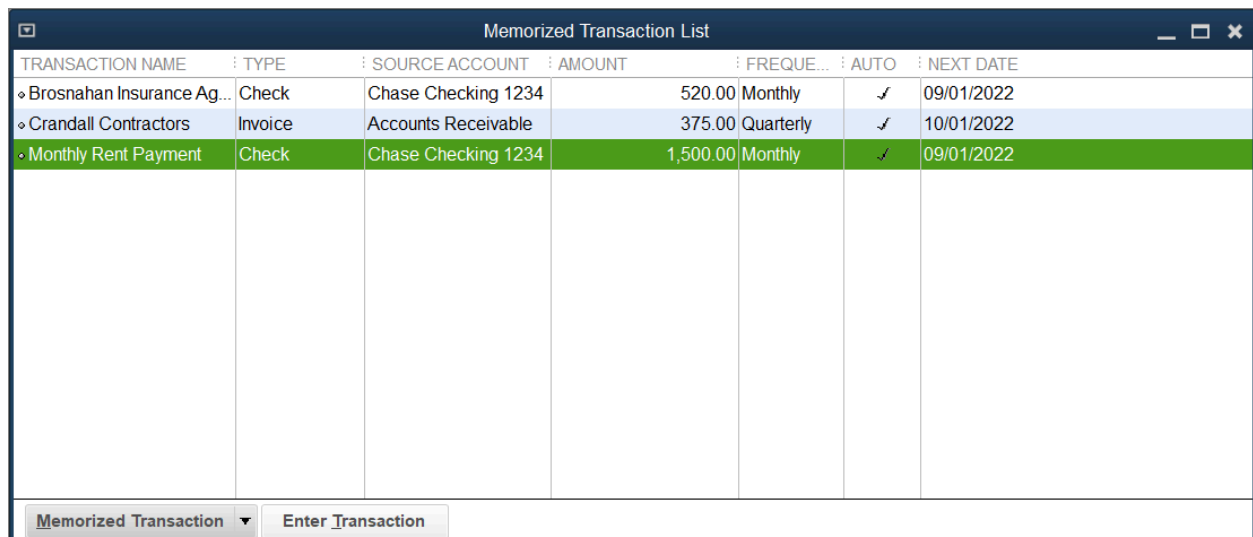 Memorized Transaction List
TRANSACTION NAME TYPE SOURCE ACCOUNT AMOUNT FREQUE... AUTO NEXT DATE
Brosnahan Insurance Ag... Check Chase Checking 1234 520.00 Monthly ✓ 09/01/2022
Crandall Contractors Invoice Accounts Receivable 375.00 Quarterly ✓ 10/01/2022
Monthly Rent Payment Check Chase Checking 1234 1,500.00 Monthly ✓ 09/01/2022
Memorized Transaction Enter Transaction